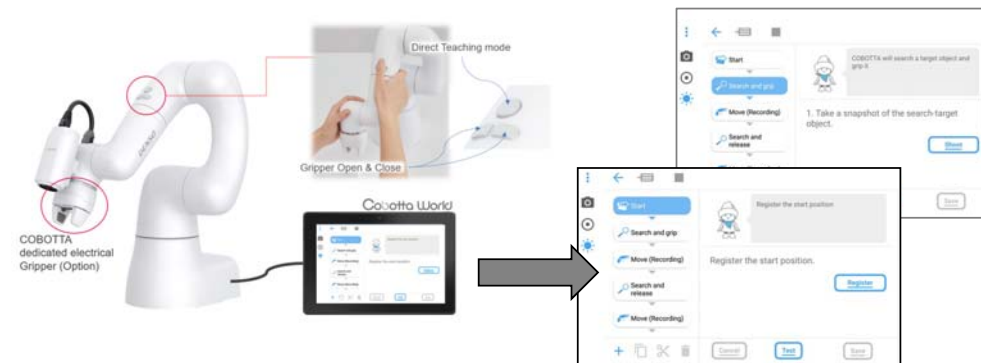 Direct Teaching mode
Gripper Open & Close
DENSO
COBOTTA
dedicated electrical
Gripper (Option)
Cobotta World
COBOTTA will search a target object and
grip it
Start
Search and grip
Move (Recording)
Search and
release
1. Take a snapshot of the search-target
object.
Shoot
Save
Start
Search and grip
Move (Recording)
Search and
release
Move (Recording)
Register the start position
Register the start position.
Register
Cancel
Test
Save